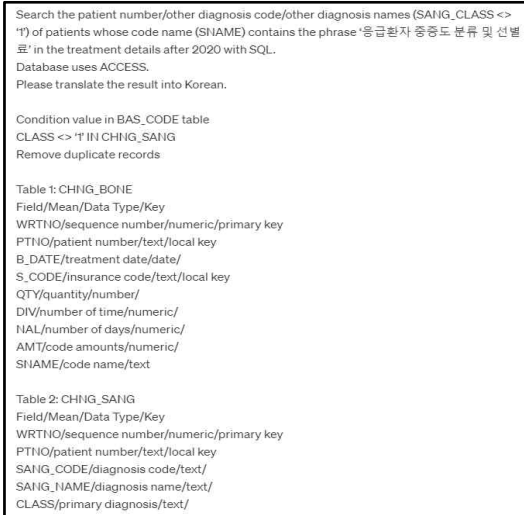 Search the patient number/other diagnosis code/other diagnosis names (SANG_CLASS <>
'1') of patients whose code name (SNAME) contains the phrase '응급환자 중증도 분류 및 선별
료' in the treatment details after 2020 with SQL.
Database uses ACCESS.
Please translate the result into Korean.
Condition value in BAS_CODE table
CLASS <> '1' IN CHNG_SANG
Remove duplicate records
Table 1: CHNG_BONE
Field/Mean/Data Type/Key
WRTNO/sequence number/numeric/primary key
PTNO/patient number/text/local key
B_DATE/treatment date/date/
S_CODE/insurance code/text/local key
QTY/quantity/number/
DIV/number of time/numeric/
NAL/number of days/numeric/
AMT/code amounts/numeric/
SNAME/code name/text
Table 2: CHNG_SANG
Field/Mean/Data Type/Key
WRTNO/sequence number/numeric/primary key
PTNO/patient number/text/local key
SANG_CODE/diagnosis code/text/
SANG_NAME/diagnosis name/text/
CLASS/primary diagnosis/text/